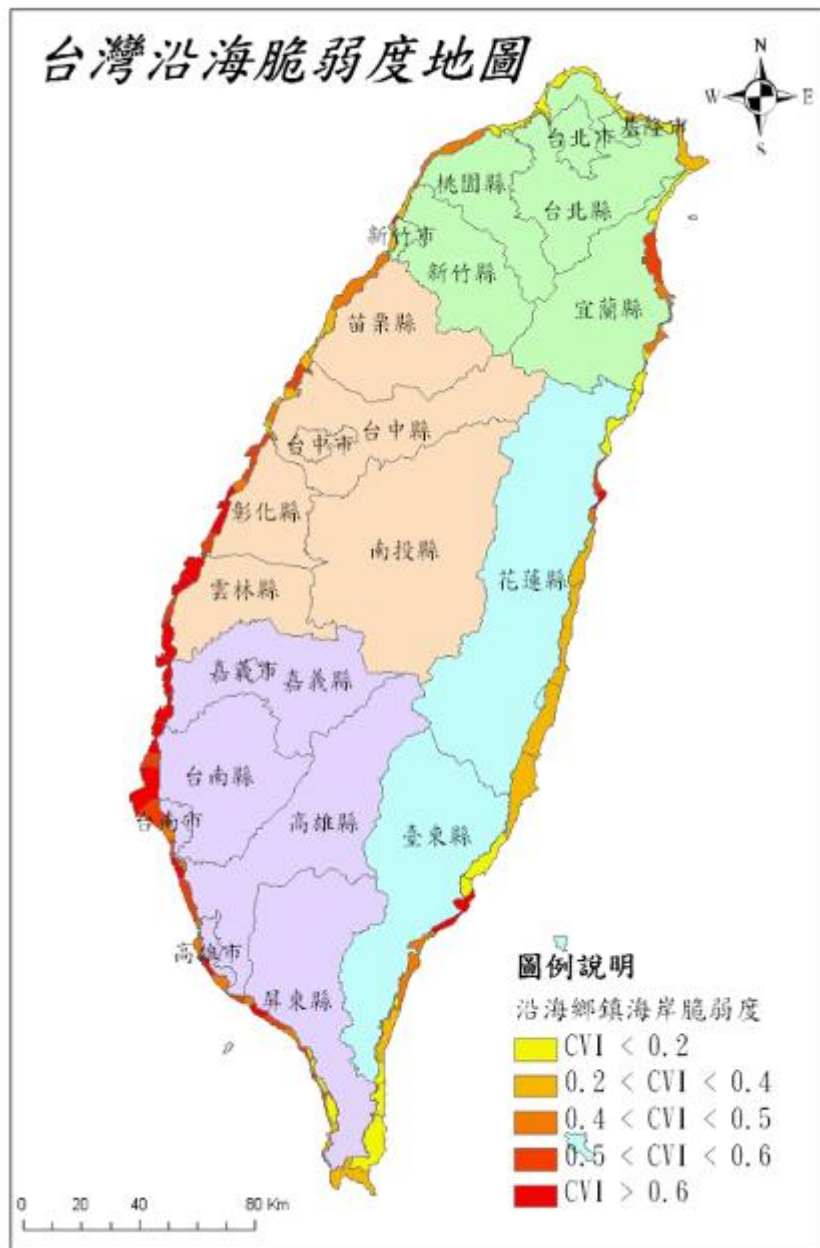 台灣沿海脆弱度地圖
N
W
E
S
基隆市
台北市
桃園縣
台北縣
新竹市
新竹縣
宜蘭縣
苗栗縣
台中縣
台中市
彰化縣
南投縣
花蓮縣
雲林縣
嘉義市
嘉義縣
台南縣
台南市
高雄縣
臺東縣
高雄市
屏東縣
圖例說明
沿海鄉鎮海岸脆弱度
CVI < 0.2
0.2 < CVI < 0.4
0.4 < CVI < 0.5
0.5 < CVI < 0.6
CVI > 0.6
0 20 40 80 Km